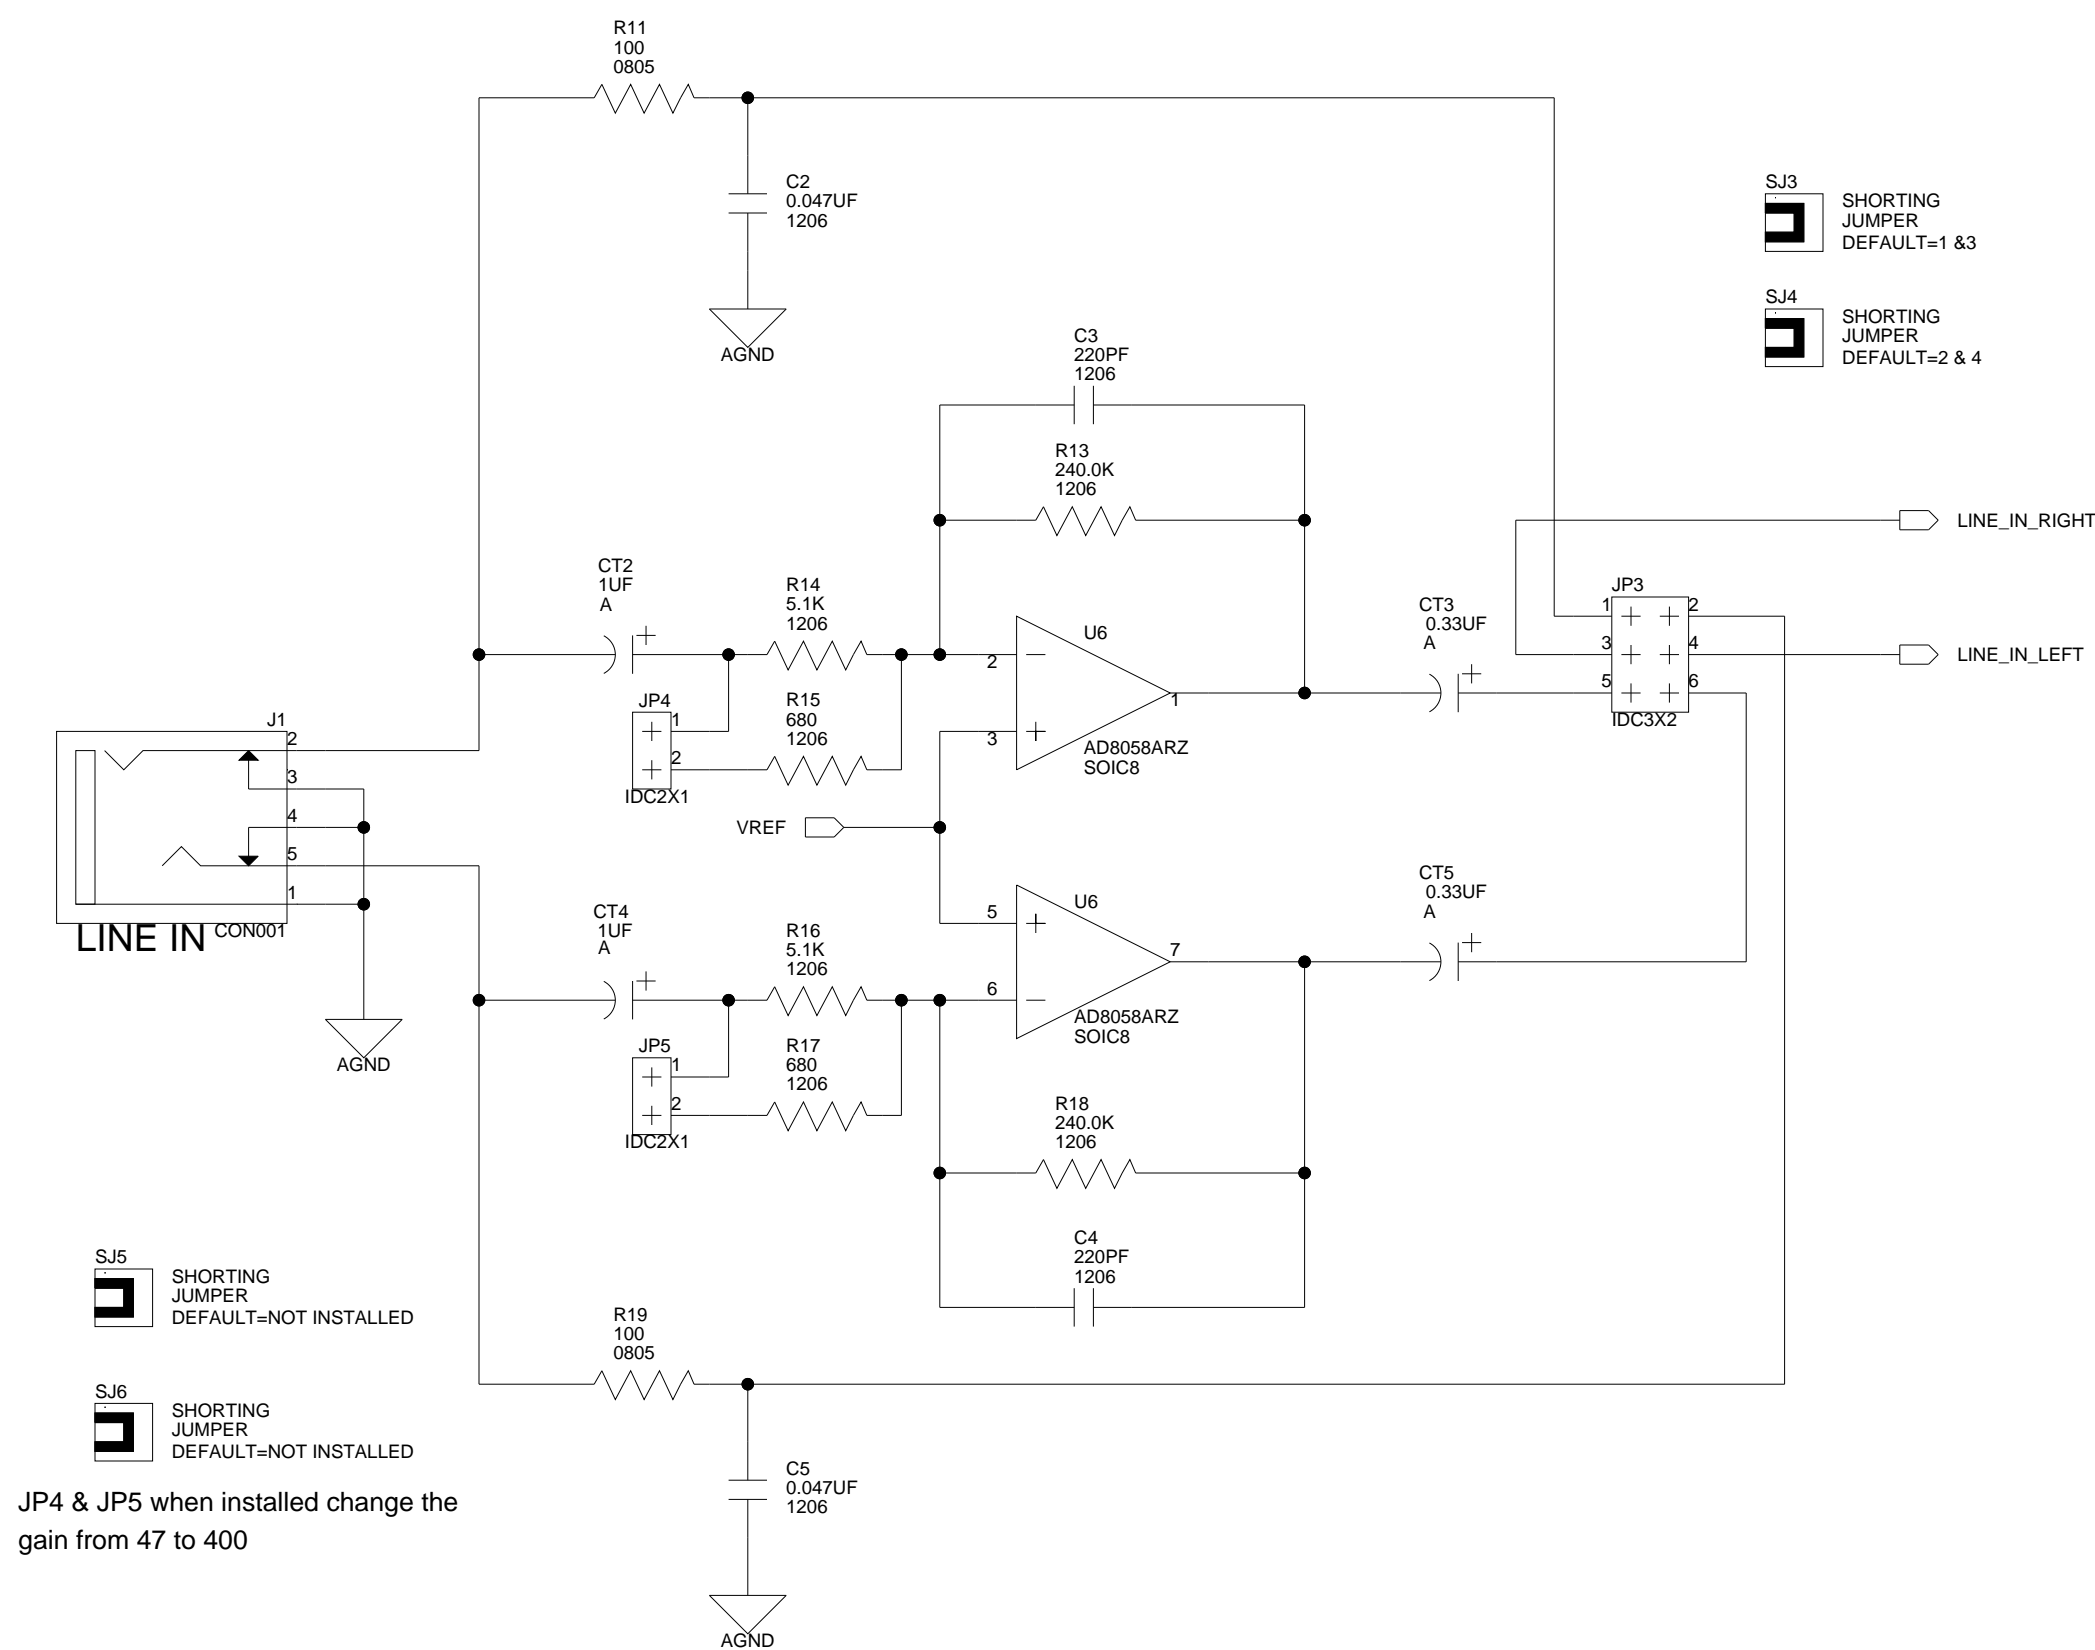 R11
100
0805
C2
0.047UF
1206
AGND
SJ3
SHORTING
JUMPER
DEFAULT=1 &3
SJ4
SHORTING
JUMPER
DEFAULT=2 & 4
C3
220PF
1206
R13
240.0K
1206
LINE_IN_RIGHT
CT2
1UF
A
+
R14
5.1K
1206
U6
2
3
1
AD8058ARZ
SOIC8
CT3
0.33UF
A
+
JP3
1 2
3 4
5 6
IDC3X2
LINE_IN_LEFT
JP4
1
2
IDC2X1
R15
680
1206
J1
2
3
4
5
1
LINE IN
CON001
AGND
VREF
CT4
1UF
A
+
R16
5.1K
1206
U6
5
6
7
AD8058ARZ
SOIC8
CT5
0.33UF
A
+
JP5
1
2
IDC2X1
R17
680
1206
R18
240.0K
1206
C4
220PF
1206
SJ5
SHORTING
JUMPER
DEFAULT=NOT INSTALLED
SJ6
SHORTING
JUMPER
DEFAULT=NOT INSTALLED
JP4 & JP5 when installed change the
gain from 47 to 400
R19
100
0805
C5
0.047UF
1206
AGND